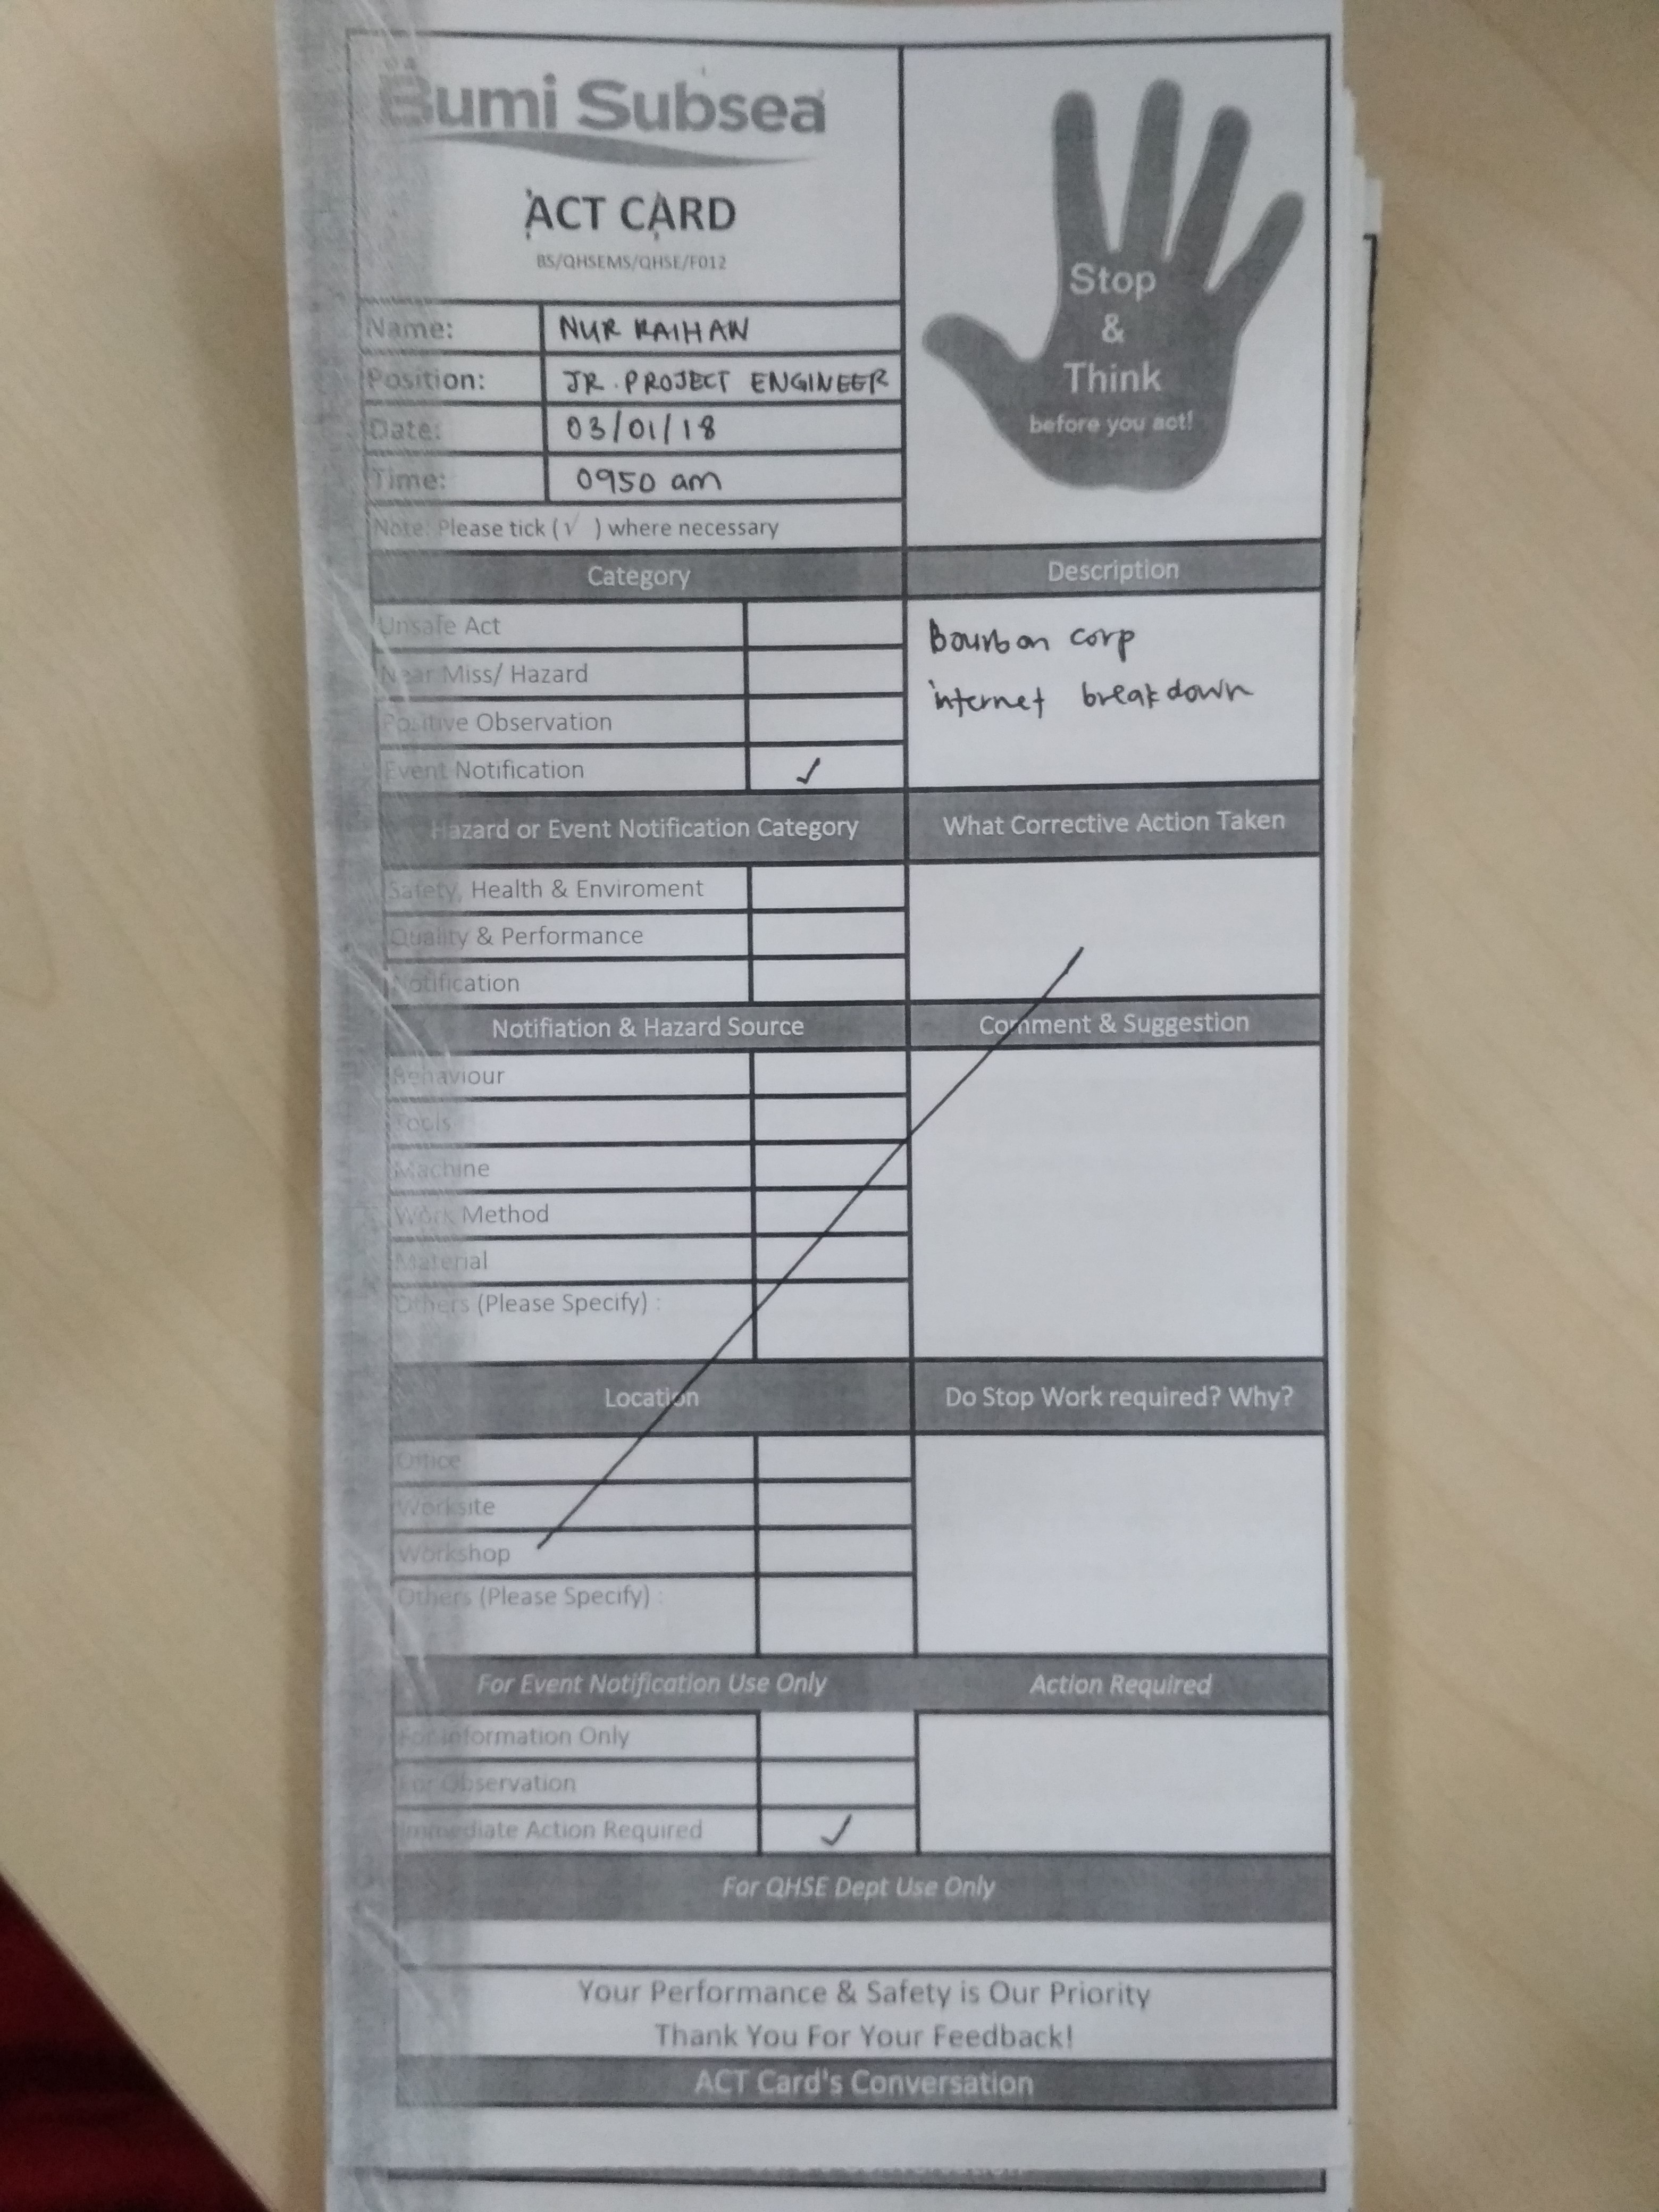 Bumi Subsea
ACT CARD
BS/QHSEMS/QHSE/F012
Stop
&
Think
before you act!
Name: NUR RAIHAN
Position: JR. PROJECT ENGINEER
Date: 03/01/18
Time: 0950 am
Note: Please tick (√ ) where necessary
Category
Unsafe Act
Near Miss/ Hazard
Positive Observation
Event Notification ✓
Description
Bourbon corp
internet breakdown
Hazard or Event Notification Category
Safety, Health & Enviroment
Quality & Performance
Notification
What Corrective Action Taken
Notifiation & Hazard Source
Behaviour
Tools
Machine
Work Method
Material
Others (Please Specify) :
Comment & Suggestion
Location
Office
Worksite
Workshop
Others (Please Specify) :
Do Stop Work required? Why?
For Event Notification Use Only
For Information Only
For Observation
Immediate Action Required ✓
Action Required
For QHSE Dept Use Only
Your Performance & Safety is Our Priority
Thank You For Your Feedback!
ACT Card's Conversation